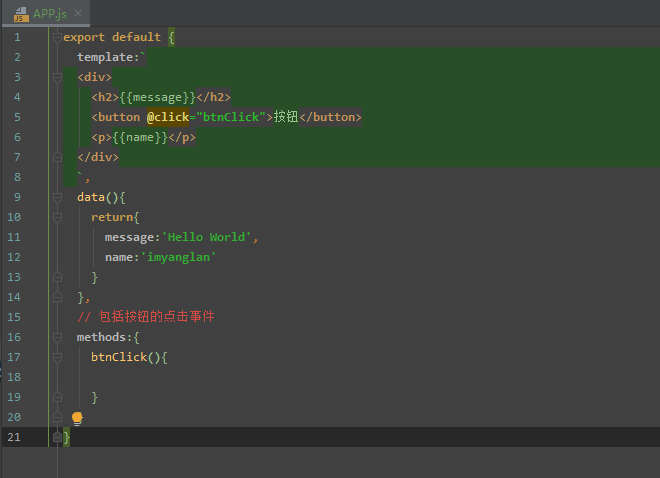 APP.js
1 export default {
2 template:`
3 <div>
4 <h2>{{message}}</h2>
5 <button @click="btnClick">按钮</button>
6 <p>{{name}}</p>
7 </div>
8 `,
9 data(){
10 return{
11 message:'Hello World',
12 name:'imyanglan'
13 }
14 },
15 // 包括按钮的点击事件
16 methods:{
17 btnClick(){
18
19 }
20
21 }